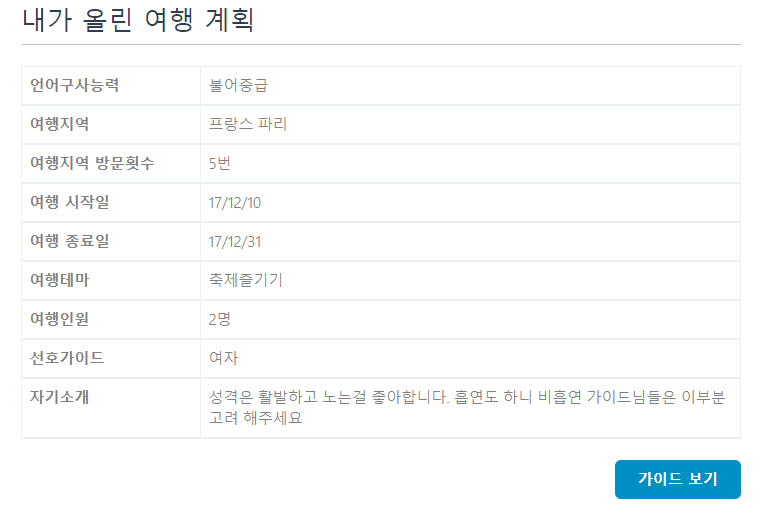 내가 올린 여행 계획
언어구사능력 불어중급
여행지역 프랑스 파리
여행지역 방문횟수 5번
여행 시작일 17/12/10
여행 종료일 17/12/31
여행테마 축제즐기기
여행인원 2명
선호가이드 여자
자기소개 성격은 활발하고 노는걸 좋아합니다. 흡연도 하니 비흡연 가이드님들은 이부분
고려 해주세요
가이드 보기